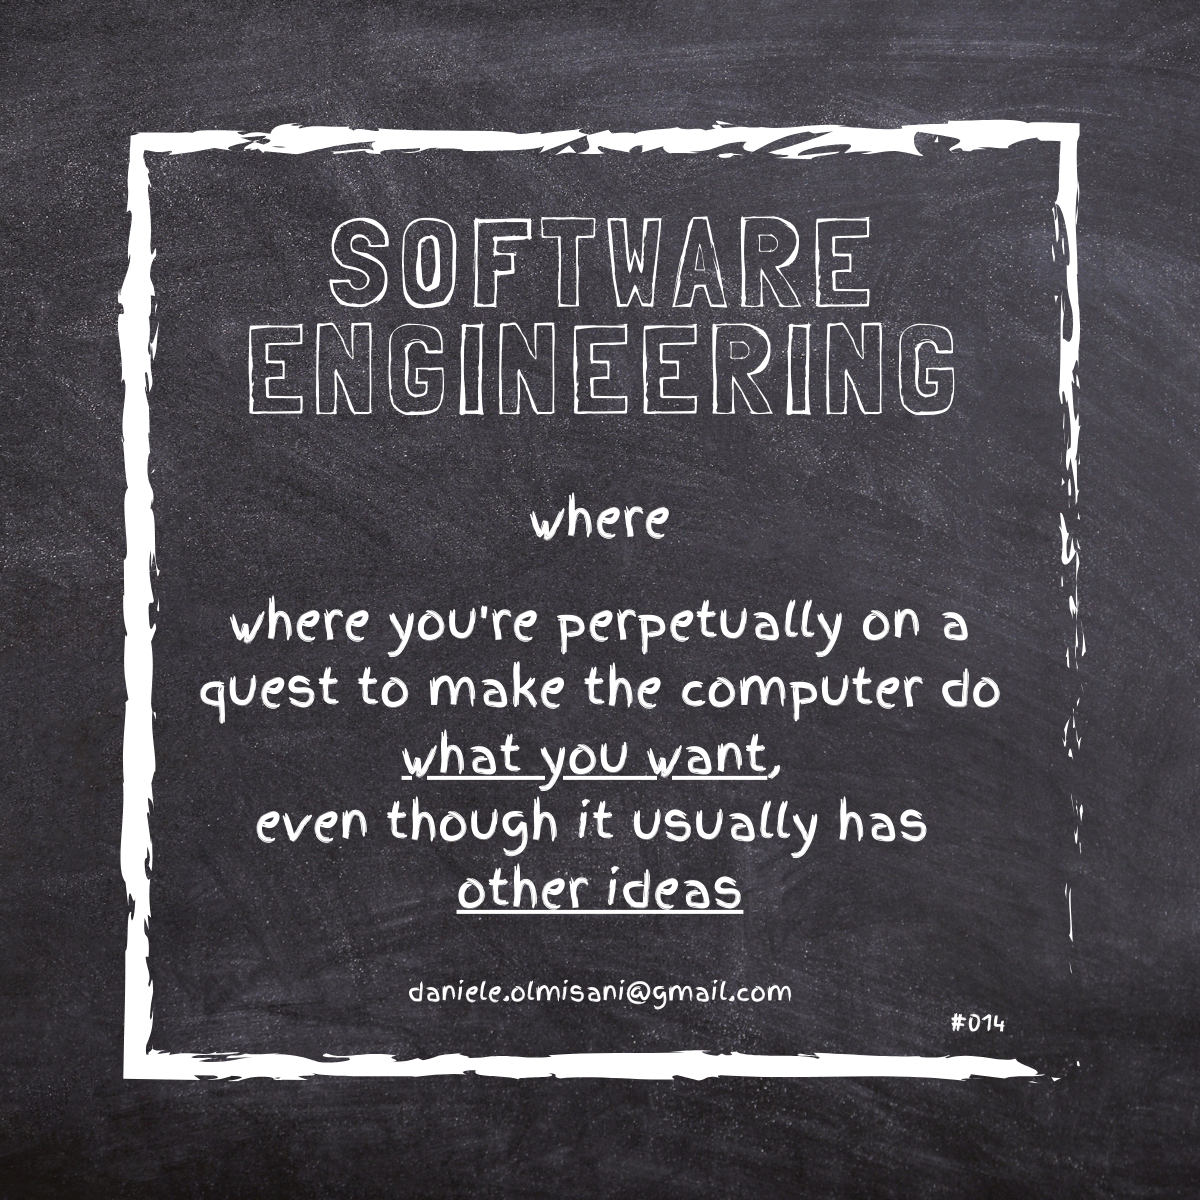 SOFTWARE
ENGINEERING
where
where you're perpetually on a
quest to make the computer do
what you want,
even though it usually has
other ideas
daniele.olmisani@gmail.com
#014